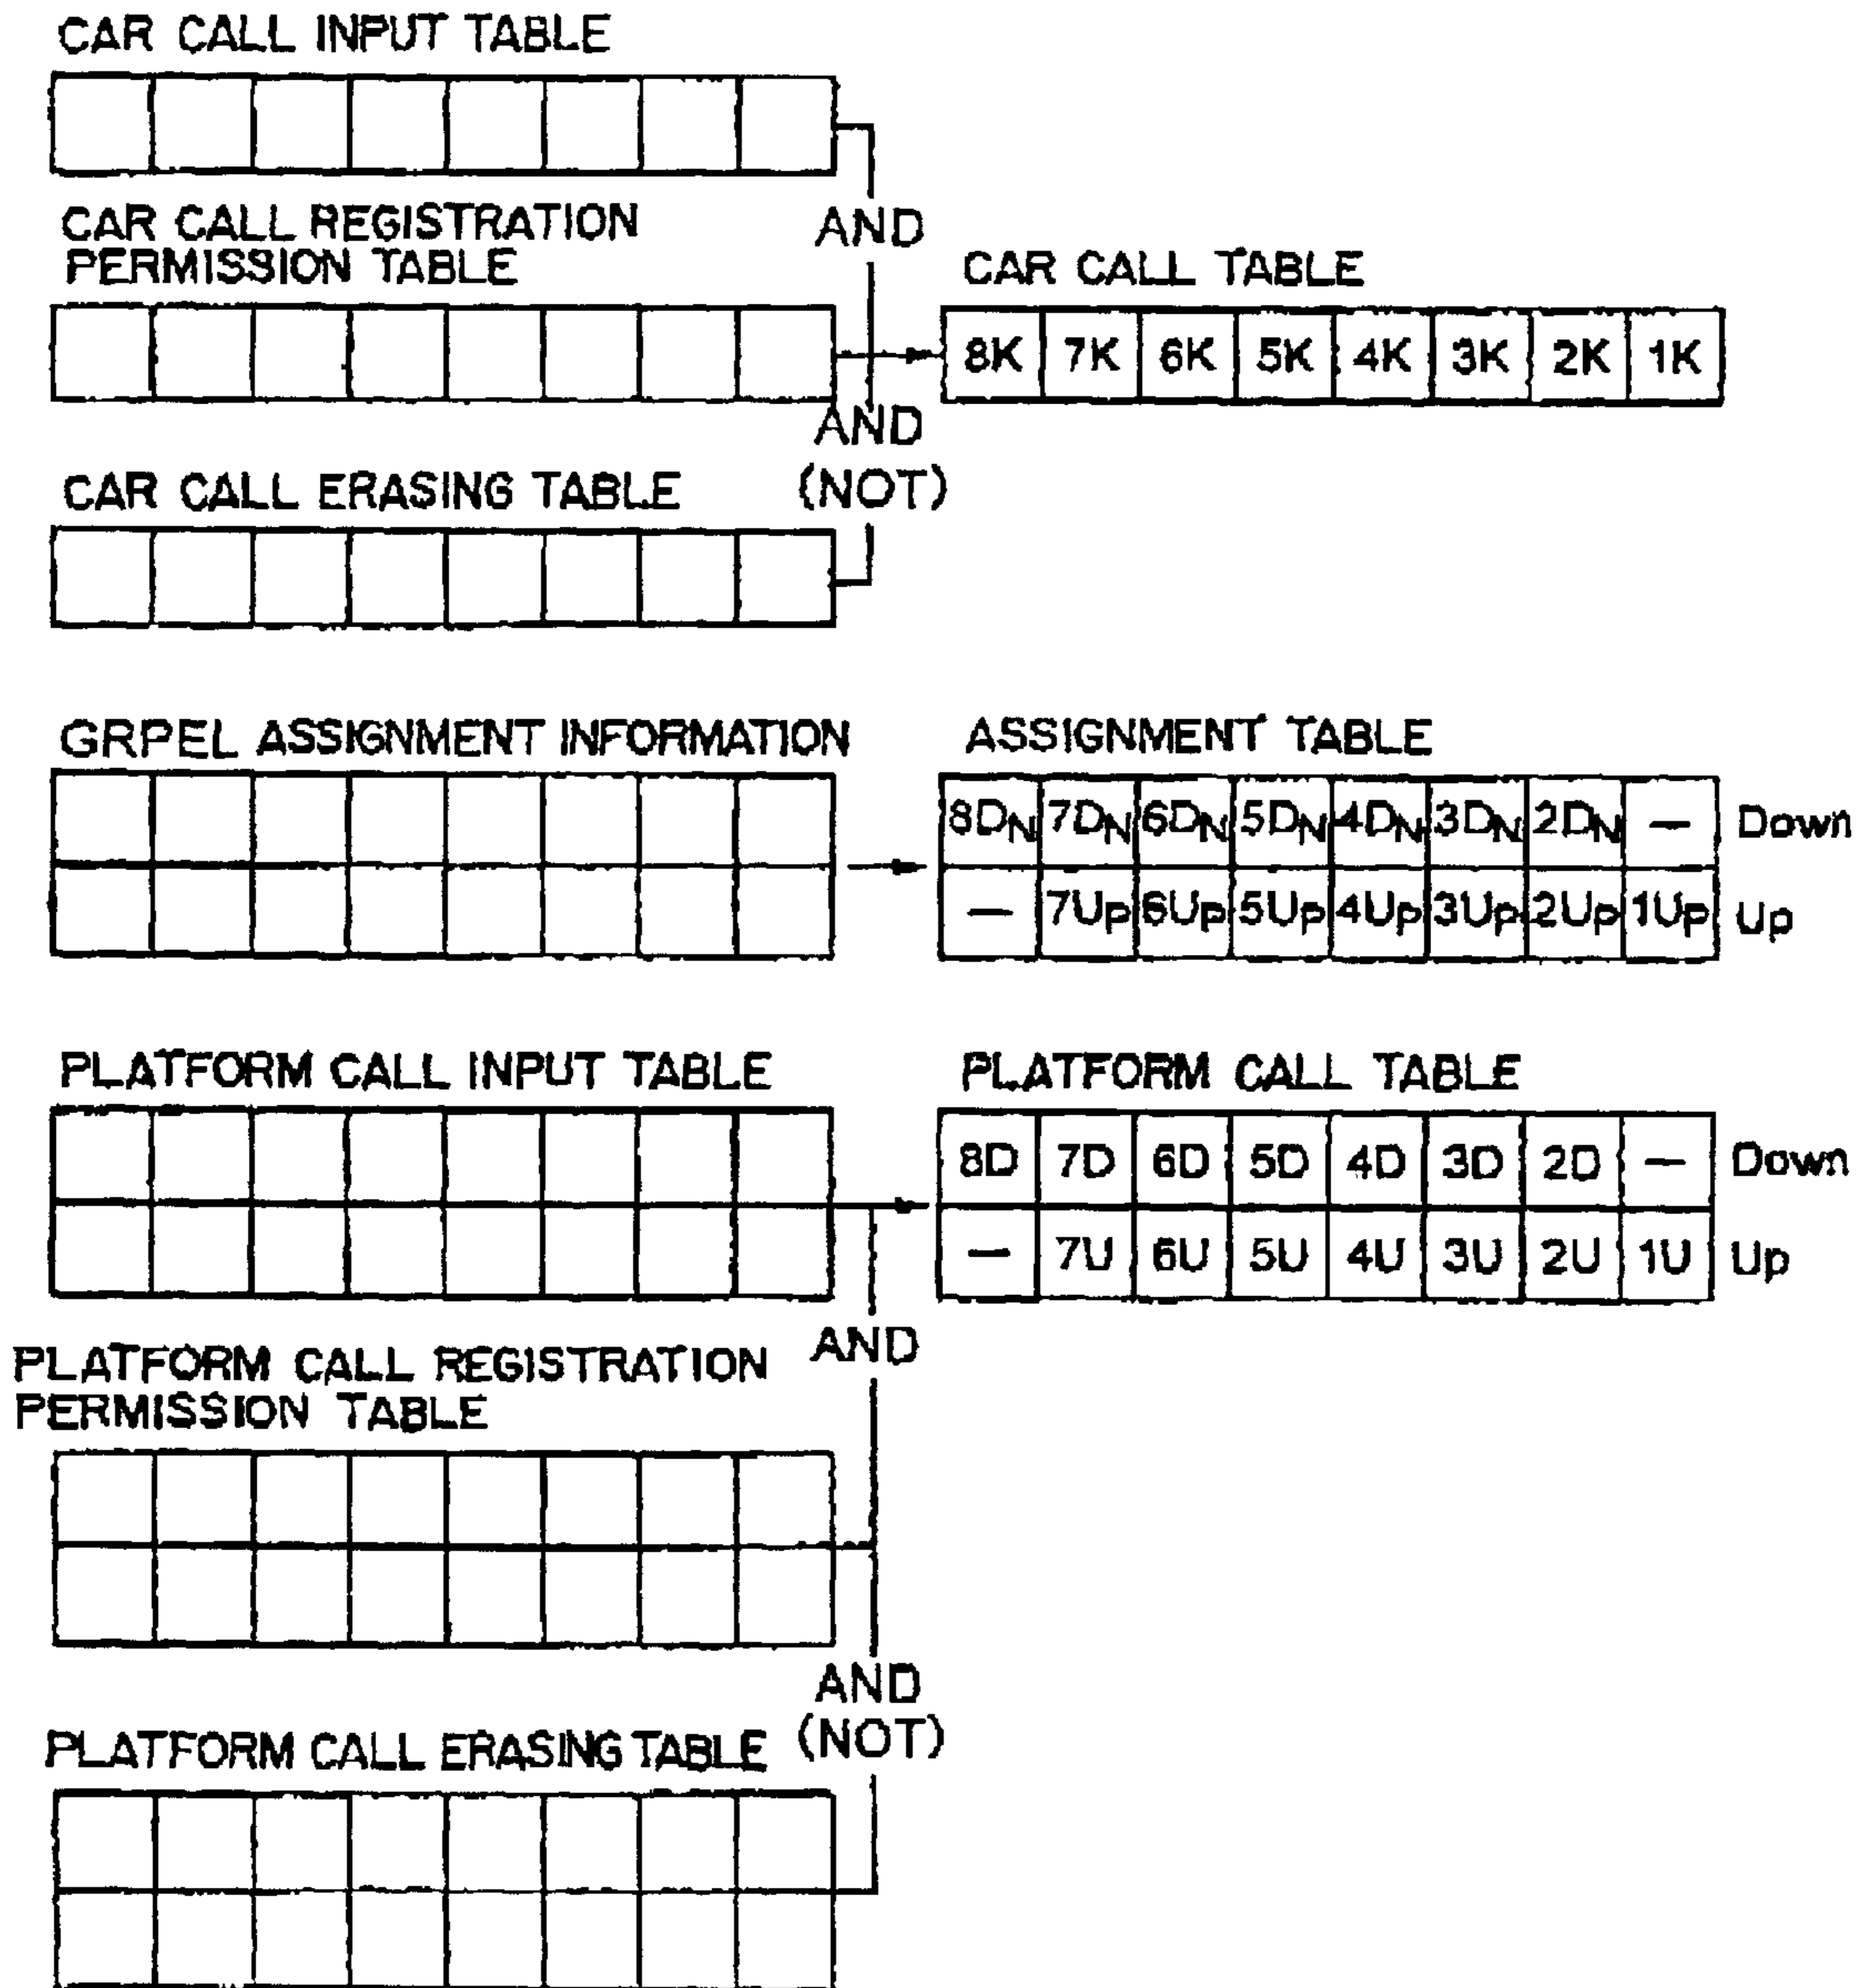 CAR CALL INPUT TABLE
CAR CALL REGISTRATION
PERMISSION TABLE
AND
CAR CALL TABLE
8K 7K 6K 5K 4K 3K 2K 1K
AND
(NOT)
CAR CALL ERASING TABLE
GRPEL ASSIGNMENT INFORMATION
ASSIGNMENT TABLE
8DN 7DN 6DN 5DN 4DN 3DN 2DN — Down
— 7Up 6Up 5Up 4Up 3Up 2Up 1Up Up
PLATFORM CALL INPUT TABLE
PLATFORM CALL TABLE
8D 7D 6D 5D 4D 3D 2D — Down
— 7U 6U 5U 4U 3U 2U 1U Up
AND
PLATFORM CALL REGISTRATION
PERMISSION TABLE
AND
(NOT)
PLATFORM CALL ERASING TABLE